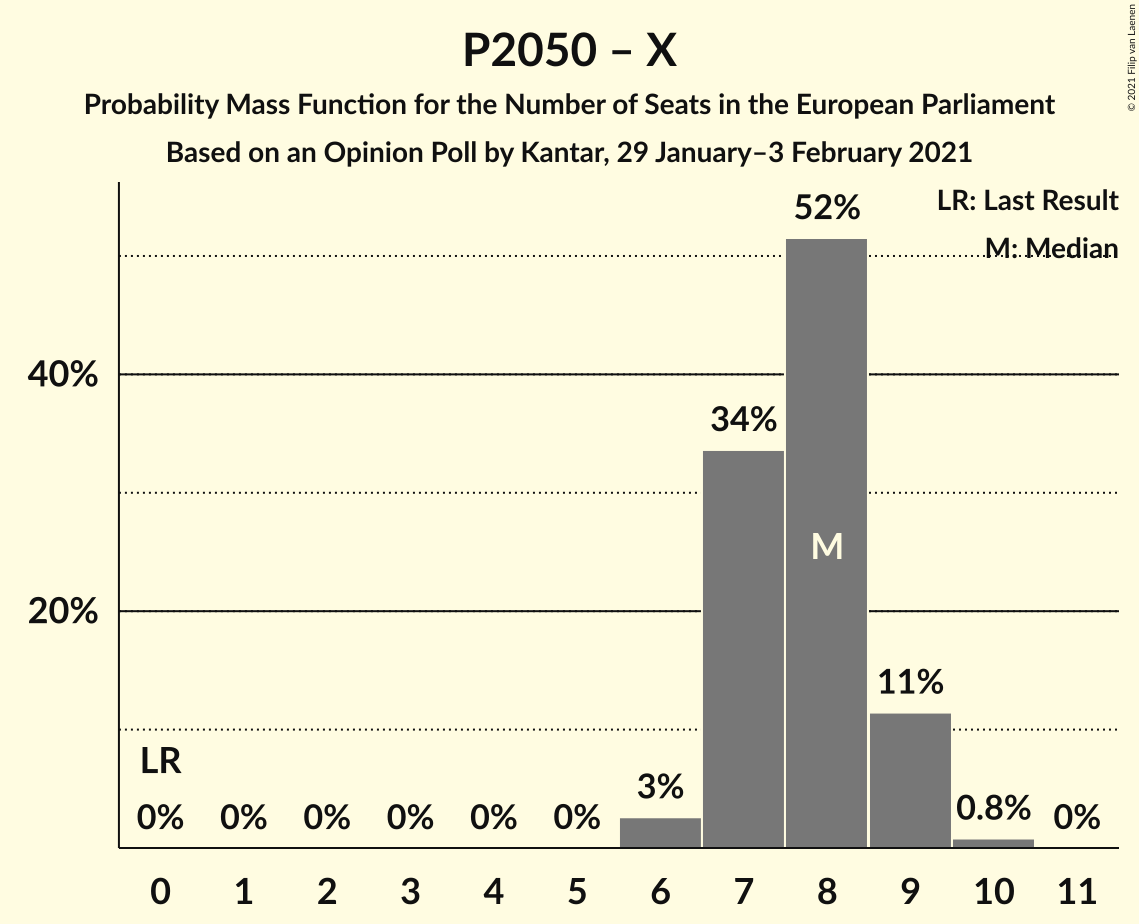 P2050 – X
Probability Mass Function for the Number of Seats in the European Parliament
Based on an Opinion Poll by Kantar, 29 January–3 February 2021
© 2021 Filip van Laenen
LR: Last Result
M: Median
52%
40%
34%
M
20%
11%
LR
3%
0% 0% 0% 0% 0% 0% 0.8% 0%
0 1 2 3 4 5 6 7 8 9 10 11